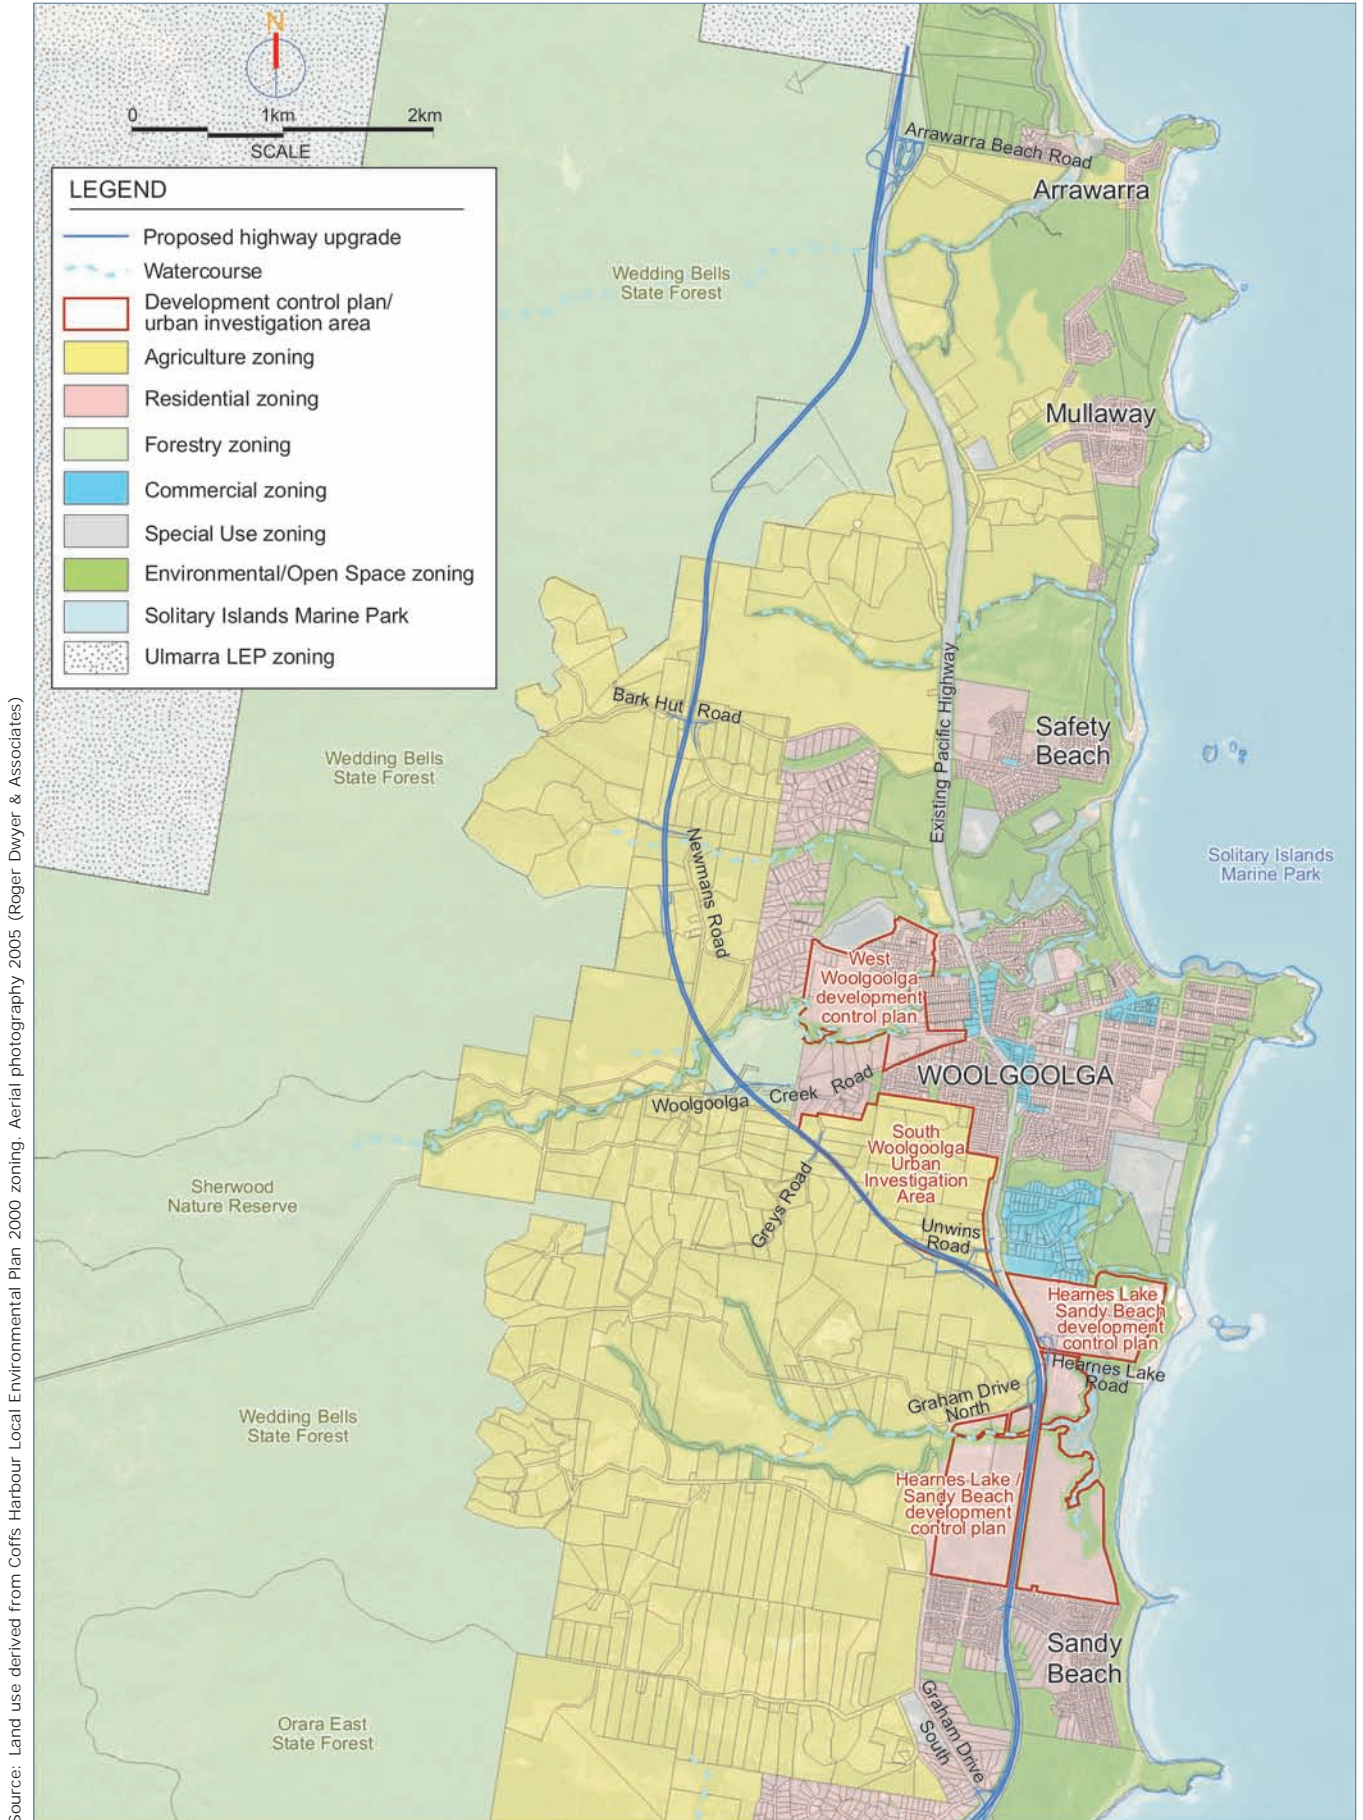 N
0 1km 2km
SCALE
LEGEND
Proposed highway upgrade
Watercourse
Development control plan/
urban investigation area
Agriculture zoning
Residential zoning
Forestry zoning
Commercial zoning
Special Use zoning
Environmental/Open Space zoning
Solitary Islands Marine Park
Ulmarra LEP zoning
Arrawarra Beach Road
Arrawarra
Wedding Bells
State Forest
Mullaway
Existing Pacific Highway
Bark Hut Road
Safety
Beach
Wedding Bells
State Forest
Newmans Road
Solitary Islands
Marine Park
West
Woolgoolga
development
control plan
WOOLGOOLGA
Woolgoolga Creek Road
South
Woolgoolga
Urban
Investigation
Area
Sherwood
Nature Reserve
Greys Road
Unwins
Road
Hearnes Lake /
Sandy Beach
development
control plan
Hearnes Lake
Road
Graham Drive
North
Wedding Bells
State Forest
Hearnes Lake /
Sandy Beach
development
control plan
Sandy
Beach
Graham Drive
South
Orara East
State Forest
Source: Land use derived from Coffs Harbour Local Environmental Plan 2000 zoning. Aerial photography 2005 (Roger Dwyer & Associates)